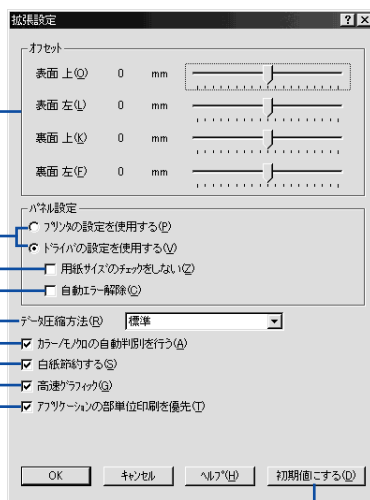 拡張設定
オフセット
表面 上(O) 0 mm
表面 左(L) 0 mm
裏面 上(K) 0 mm
裏面 左(F) 0 mm
パネル設定
プリンタの設定を使用する(P)
ドライバの設定を使用する(V)
用紙サイズのチェックをしない(Z)
自動エラー解除(C)
データ圧縮方法(R) 標準
カラー/モノクロの自動判別を行う(A)
白紙節約する(S)
高速グラフィック(G)
アプリケーションの部単位印刷を優先(T)
OK キャンセル ヘルプ(H) 初期値にする(D)